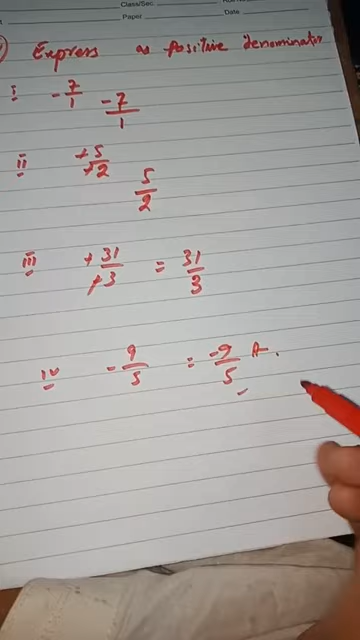 Class/Sec.
Paper Date
Express as positive denominator
i -7/1 -7/1
ii +5/+2 5/2
iii +31/+3 = 31/3
iv -9/5 = -9/5 A.